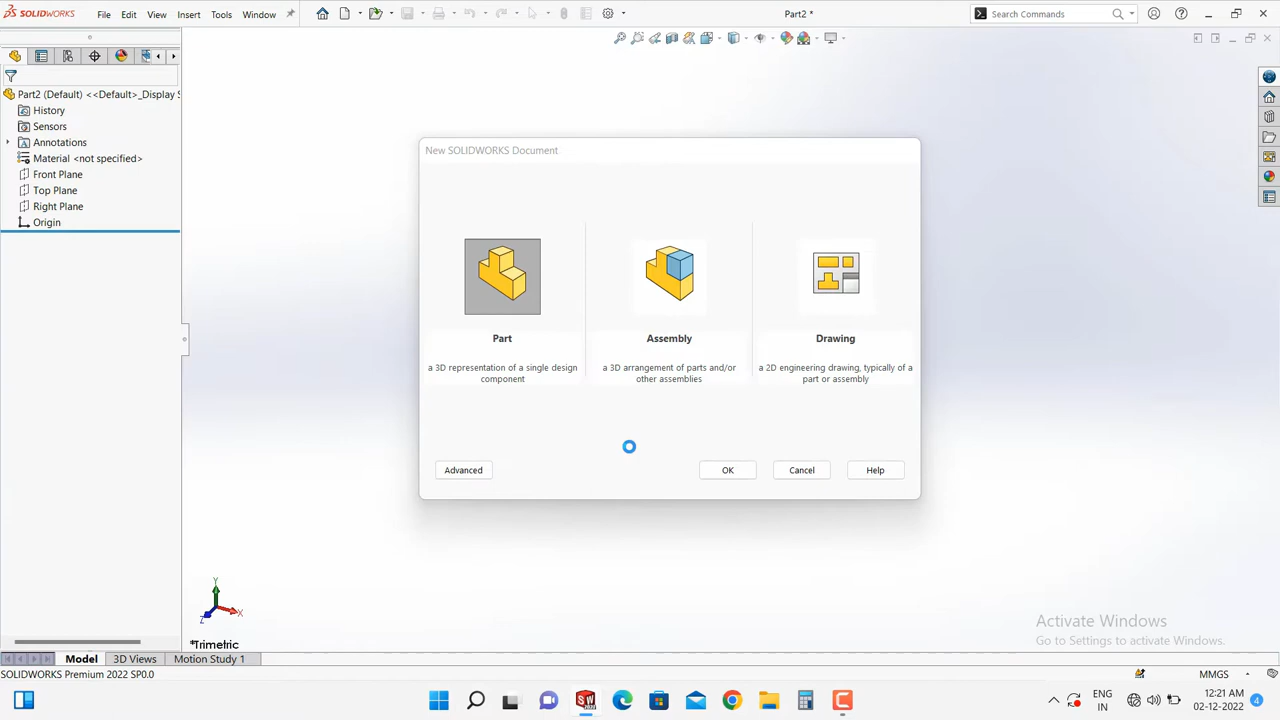 SOLIDWORKS File Edit View Insert Tools Window Part2 * Search Commands
Part2 (Default) <<Default>_Display S
History
Sensors
Annotations
Material <not specified>
Front Plane
Top Plane
Right Plane
Origin
New SOLIDWORKS Document
Part
a 3D representation of a single design
component
Assembly
a 3D arrangement of parts and/or
other assemblies
Drawing
a 2D engineering drawing, typically of a
part or assembly
Advanced OK Cancel Help
Y
X
Z
*Trimetric
Activate Windows
Go to Settings to activate Windows.
Model 3D Views Motion Study 1
SOLIDWORKS Premium 2022 SP0.0 MMGS
ENG
IN
12:21 AM
02-12-2022
4